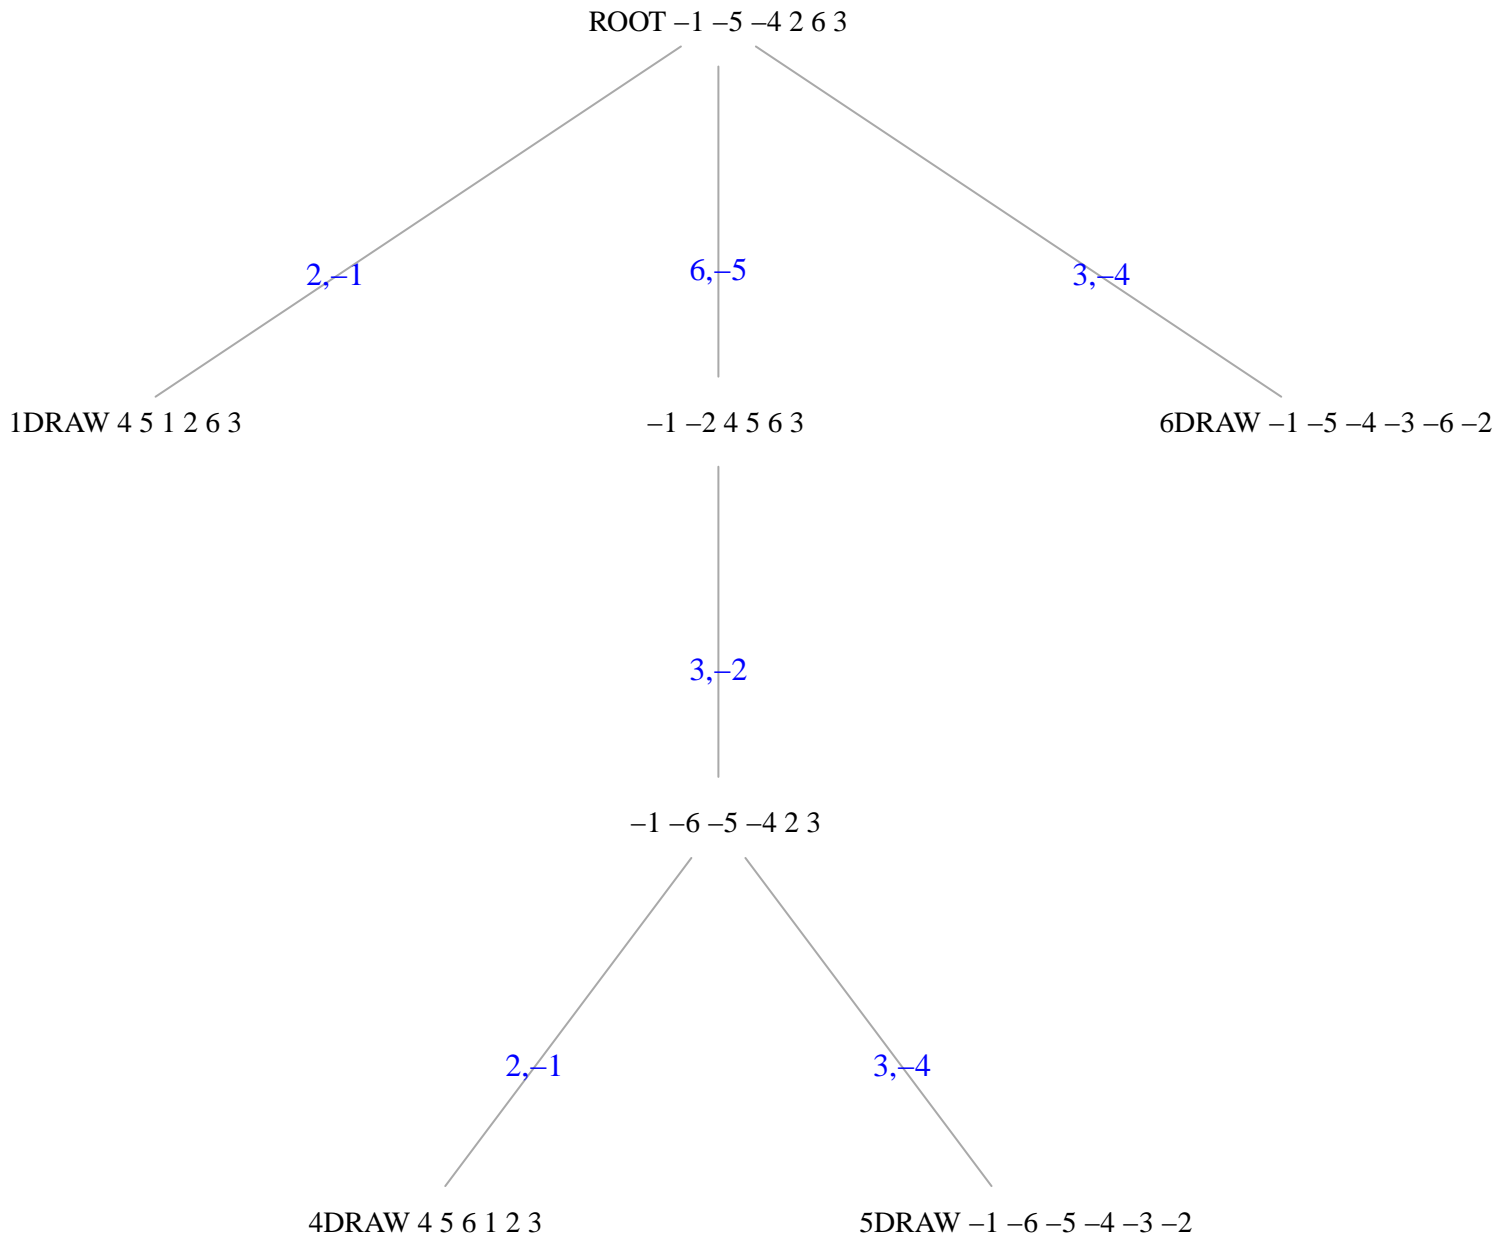 ROOT –1 –5 –4 2 6 3
2,–1
6,–5
3,–4
1DRAW 4 5 1 2 6 3
–1 –2 4 5 6 3
6DRAW –1 –5 –4 –3 –6 –2
3,–2
–1 –6 –5 –4 2 3
2,–1
3,–4
4DRAW 4 5 6 1 2 3
5DRAW –1 –6 –5 –4 –3 –2